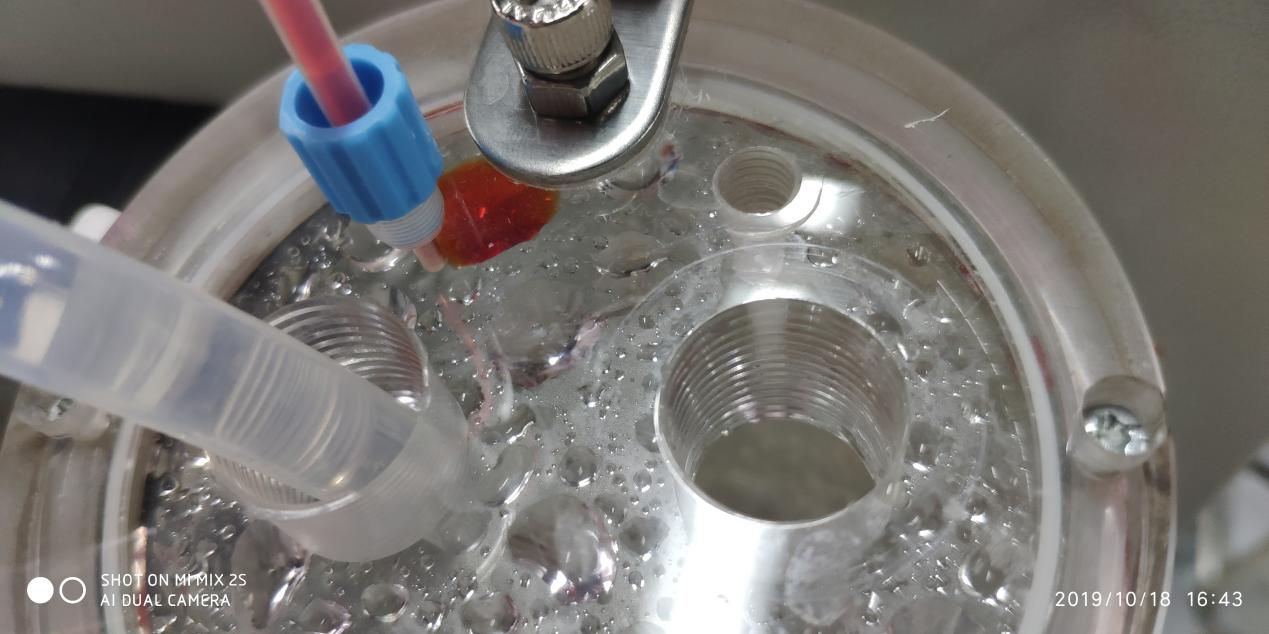 SHOT ON MI MIX 2S
AI DUAL CAMERA
2019/10/18 16:43